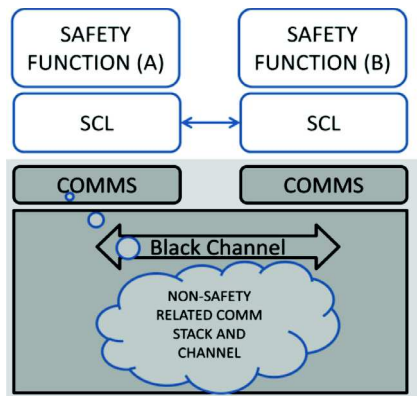 SAFETY
FUNCTION (A)
SAFETY
FUNCTION (B)
SCL
SCL
COMMS
COMMS
Black Channel
NON-SAFETY
RELATED COMM
STACK AND
CHANNEL